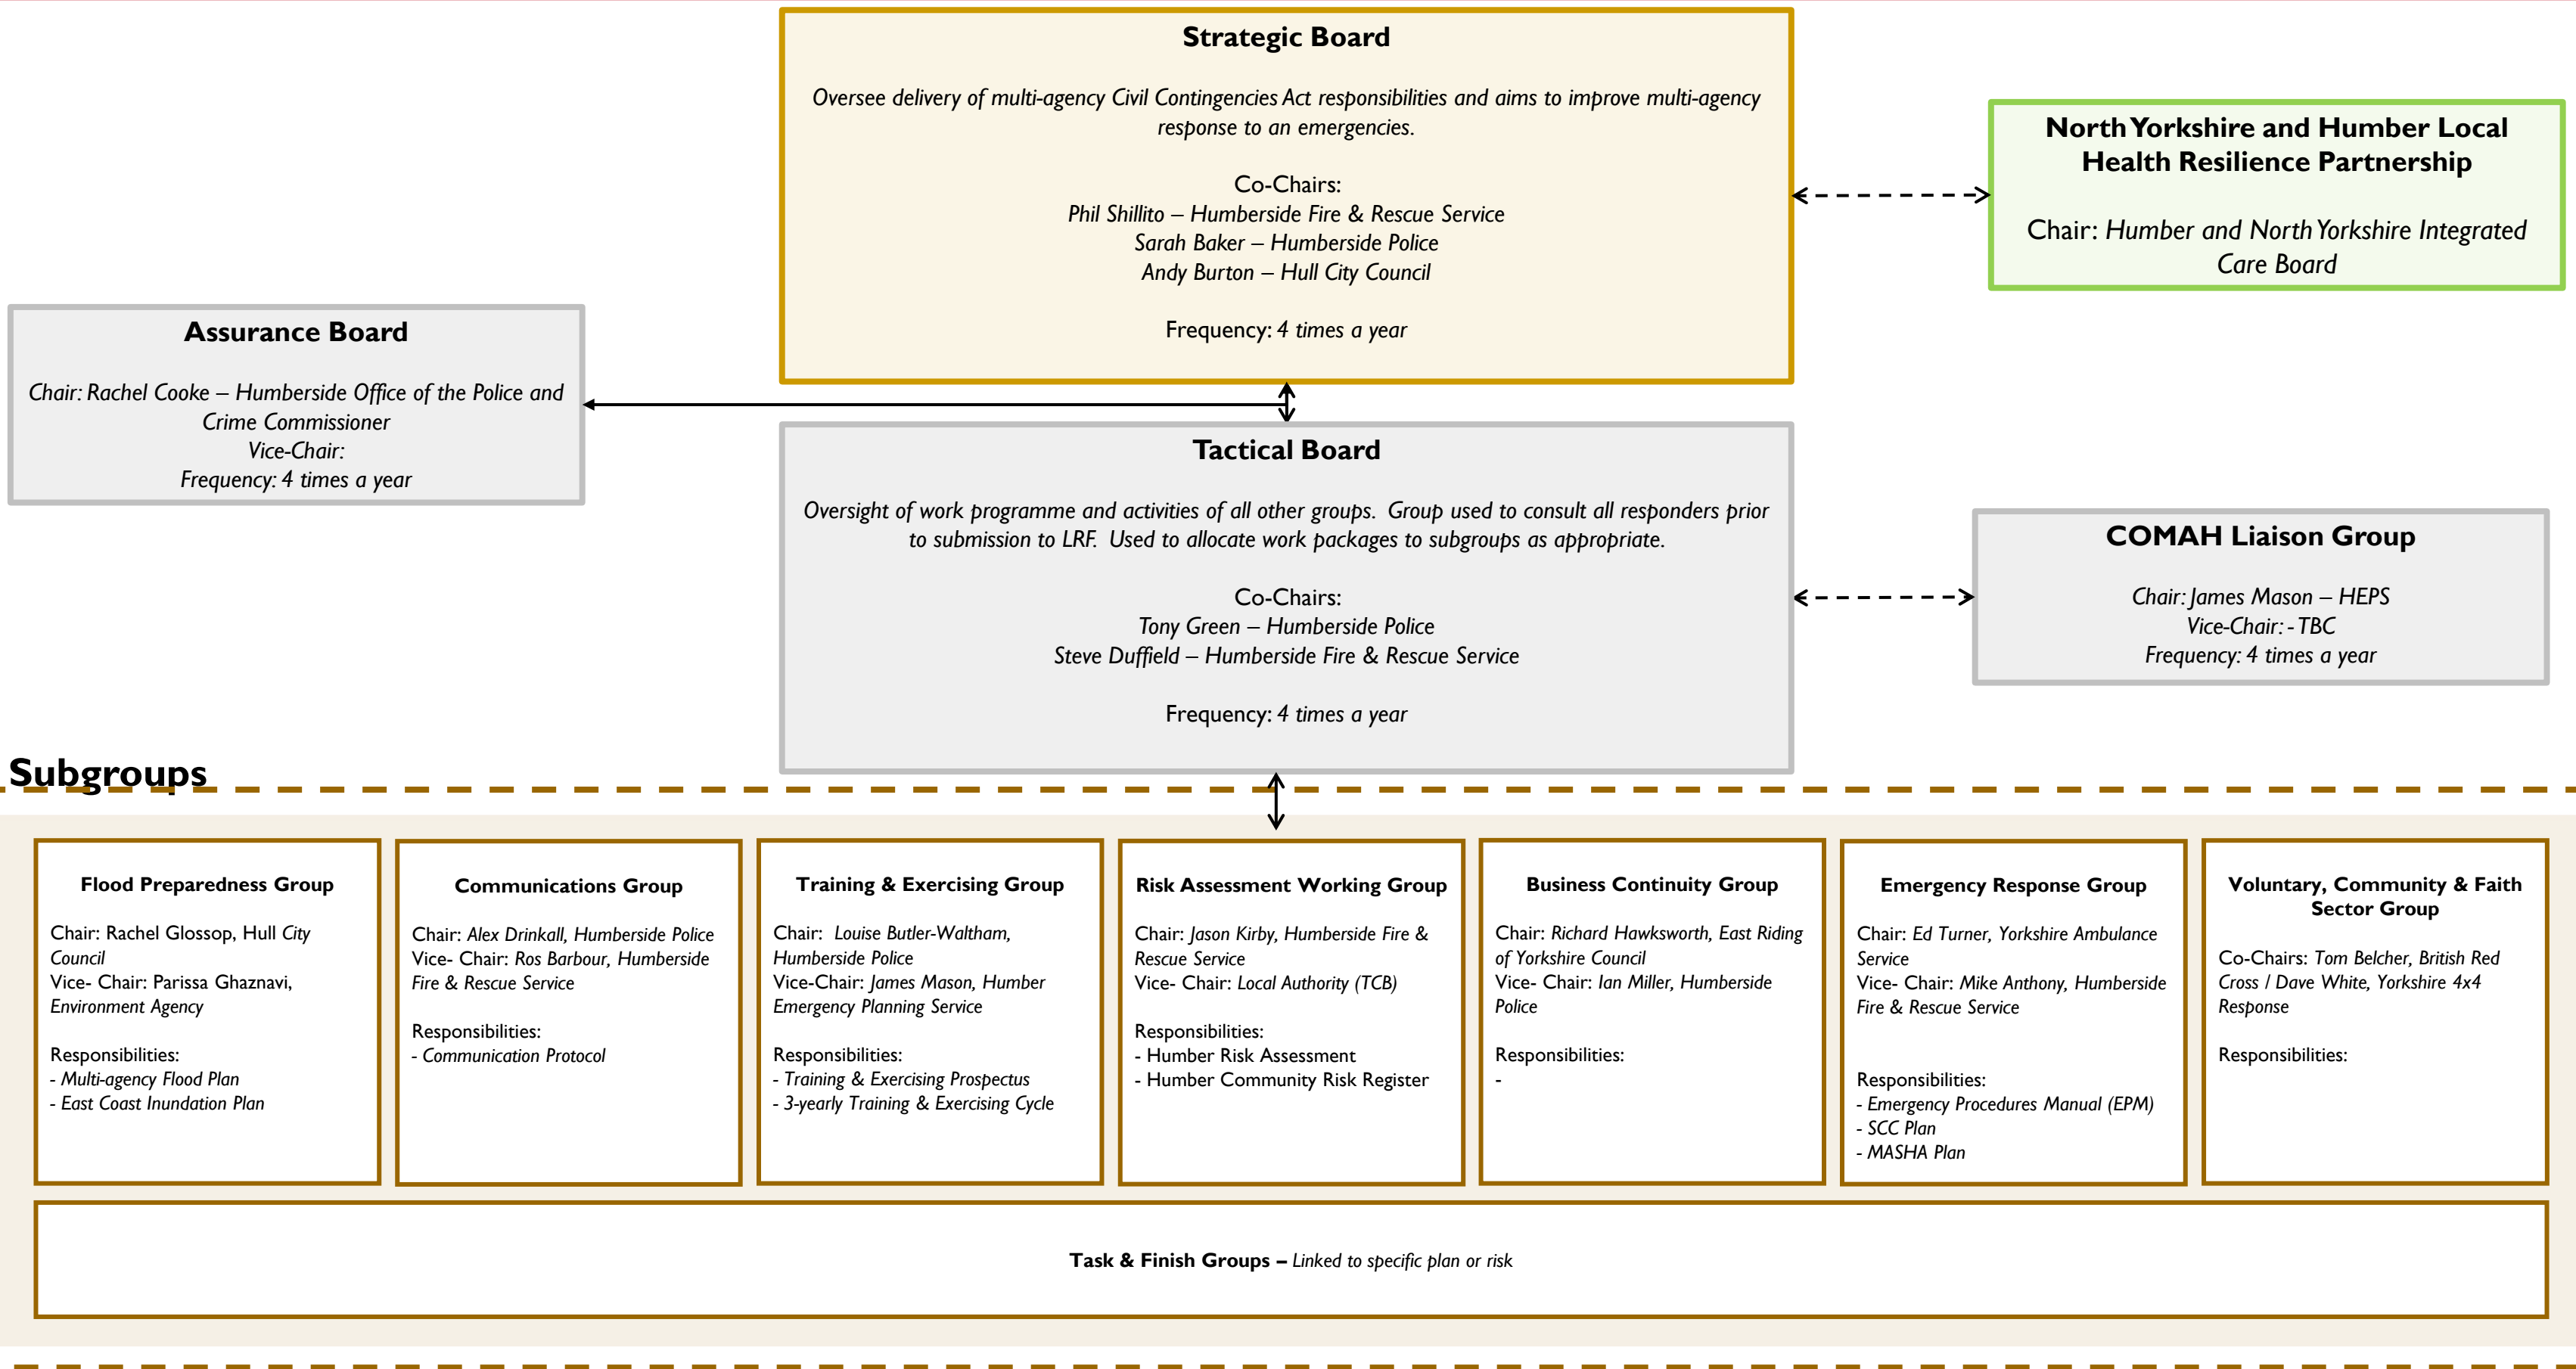 Strategic Board
Oversee delivery of multi-agency Civil Contingencies Act responsibilities and aims to improve multi-agency
response to an emergencies.
Co-Chairs:
Phil Shillito – Humberside Fire & Rescue Service
Sarah Baker – Humberside Police
Andy Burton – Hull City Council
Frequency: 4 times a year
North Yorkshire and Humber Local
Health Resilience Partnership
Chair: Humber and North Yorkshire Integrated
Care Board
Assurance Board
Chair: Rachel Cooke – Humberside Office of the Police and
Crime Commissioner
Vice-Chair:
Frequency: 4 times a year
Tactical Board
Oversight of work programme and activities of all other groups.  Group used to consult all responders prior
to submission to LRF.  Used to allocate work packages to subgroups as appropriate.
Co-Chairs:
Tony Green – Humberside Police
Steve Duffield – Humberside Fire & Rescue Service
Frequency: 4 times a year
COMAH Liaison Group
Chair: James Mason – HEPS
Vice-Chair: - TBC
Frequency: 4 times a year
Subgroups
Flood Preparedness Group
Chair: Rachel Glossop, Hull City
Council
Vice- Chair: Parissa Ghaznavi,
Environment Agency
Responsibilities:
- Multi-agency Flood Plan
- East Coast Inundation Plan
Communications Group
Chair: Alex Drinkall, Humberside Police
Vice- Chair: Ros Barbour, Humberside
Fire & Rescue Service
Responsibilities:
- Communication Protocol
Training & Exercising Group
Chair:  Louise Butler-Waltham,
Humberside Police
Vice-Chair: James Mason, Humber
Emergency Planning Service
Responsibilities:
- Training & Exercising Prospectus
- 3-yearly Training & Exercising Cycle
Risk Assessment Working Group
Chair: Jason Kirby, Humberside Fire &
Rescue Service
Vice- Chair: Local Authority (TCB)
Responsibilities:
- Humber Risk Assessment
- Humber Community Risk Register
Business Continuity Group
Chair: Richard Hawksworth, East Riding
of Yorkshire Council
Vice- Chair: Ian Miller, Humberside
Police
Responsibilities:
-
Emergency Response Group
Chair: Ed Turner, Yorkshire Ambulance
Service
Vice- Chair: Mike Anthony, Humberside
Fire & Rescue Service
Responsibilities:
- Emergency Procedures Manual (EPM)
- SCC Plan
- MASHA Plan
Voluntary, Community & Faith
Sector Group
Co-Chairs: Tom Belcher, British Red
Cross / Dave White, Yorkshire 4x4
Response
Responsibilities:
Task & Finish Groups – Linked to specific plan or risk